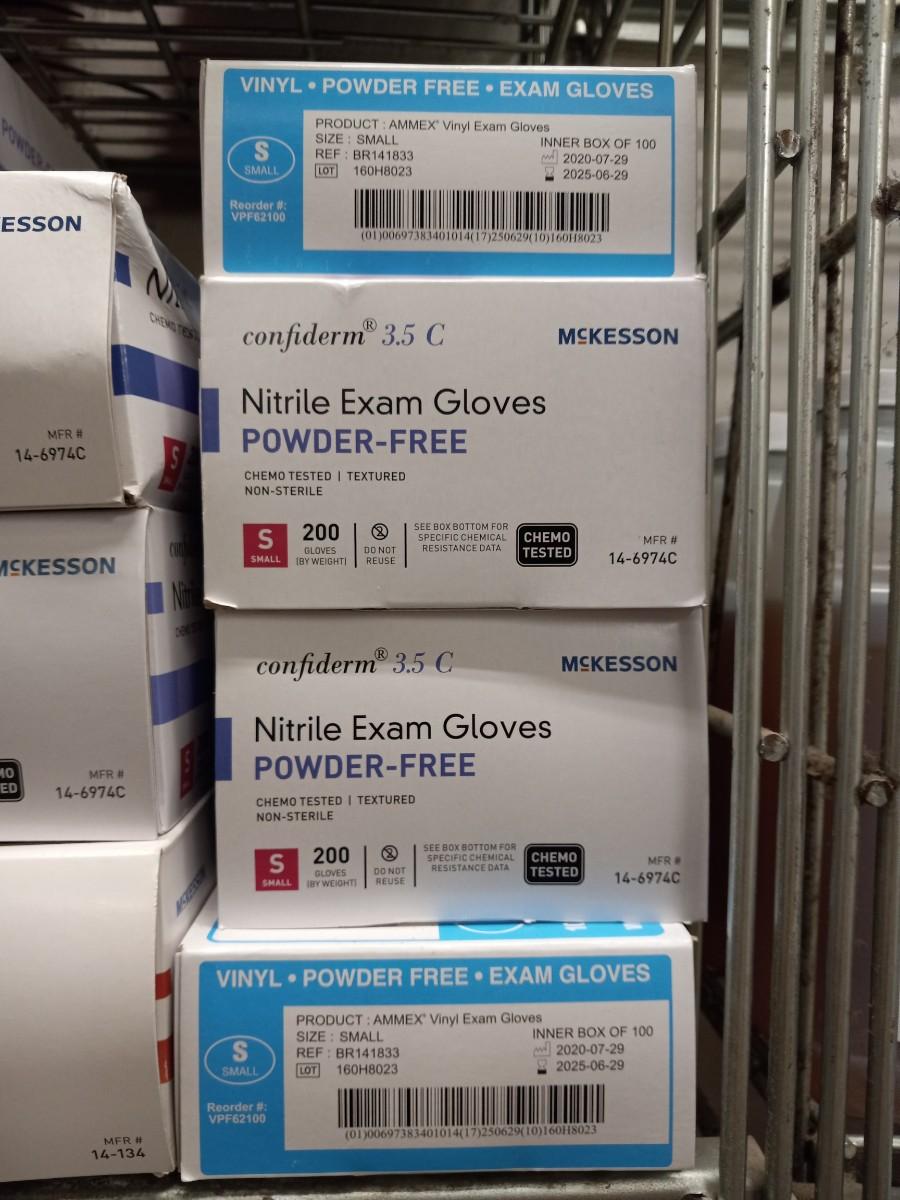 VINYL • POWDER FREE • EXAM GLOVES
S
SMALL
Reorder #:
VPF62100
PRODUCT : AMMEX® Vinyl Exam Gloves
SIZE : SMALL
REF : BR141833
LOT 160H8023
INNER BOX OF 100
2020-07-29
2025-06-29
(01)00697383401014(17)250629(10)160H8023
confiderm® 3.5 C
McKESSON
Nitrile Exam Gloves
POWDER-FREE
CHEMO TESTED | TEXTURED
NON-STERILE
S
SMALL
200
GLOVES
(BY WEIGHT)
DO NOT
REUSE
SEE BOX BOTTOM FOR
SPECIFIC CHEMICAL
RESISTANCE DATA
CHEMO
TESTED
MFR #
14-6974C
confiderm® 3.5 C
McKESSON
Nitrile Exam Gloves
POWDER-FREE
CHEMO TESTED | TEXTURED
NON-STERILE
S
SMALL
200
GLOVES
(BY WEIGHT)
DO NOT
REUSE
SEE BOX BOTTOM FOR
SPECIFIC CHEMICAL
RESISTANCE DATA
CHEMO
TESTED
MFR #
14-6974C
VINYL • POWDER FREE • EXAM GLOVES
S
SMALL
Reorder #:
VPF62100
PRODUCT : AMMEX® Vinyl Exam Gloves
SIZE : SMALL
REF : BR141833
LOT 160H8023
INNER BOX OF 100
2020-07-29
2025-06-29
(01)00697383401014(17)250629(10)160H8023
ESSON
MFR #
14-6974C
S
McKESSON
MFR #
14-6974C
S
McKESSON
MFR #
14-134